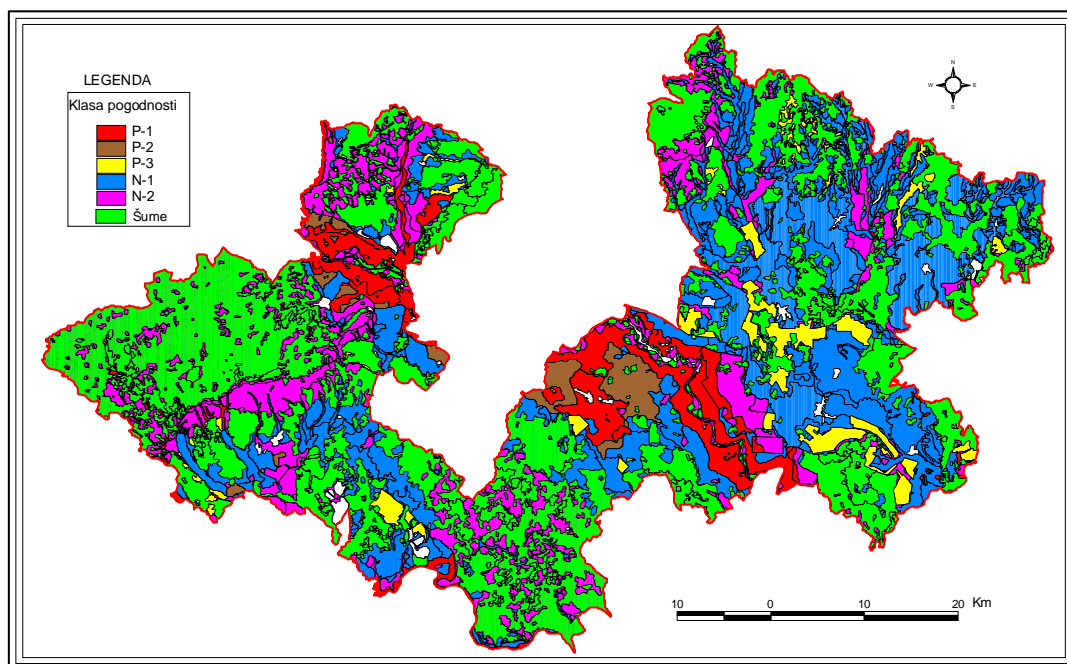 LEGENDA
Klasa pogodnosti
P-1
P-2
P-3
N-1
N-2
Šume
N
W E
S
10 0 10 20 Km